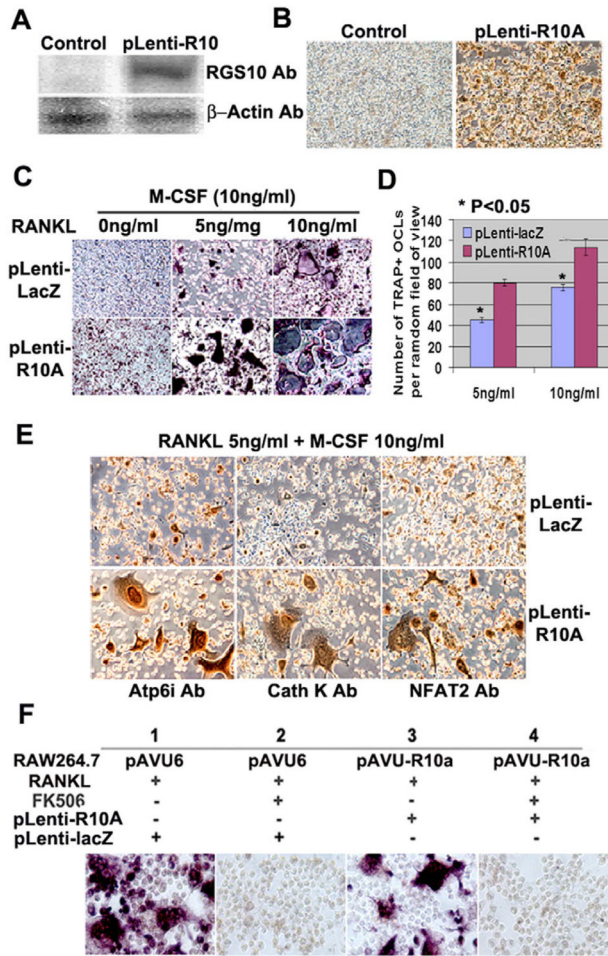 A
Control pLenti-R10
RGS10 Ab
β-Actin Ab
B
Control pLenti-R10A
C
M-CSF (10ng/ml)
RANKL 0ng/ml 5ng/mg 10ng/ml
pLenti-
LacZ
pLenti-
R10A
D
* P<0.05
Number of TRAP+ OCLs
per ramdom field of view
140
120
100
80
60
40
20
0
pLenti-lacZ
pLenti-R10A
*
*
5ng/ml 10ng/ml
E
RANKL 5ng/ml + M-CSF 10ng/ml
pLenti-
LacZ
pLenti-
R10A
Atp6i Ab Cath K Ab NFAT2 Ab
F
1 2 3 4
RAW264.7 pAVU6 pAVU6 pAVU-R10a pAVU-R10a
RANKL + + + +
FK506 - + - +
pLenti-R10A - - + +
pLenti-lacZ + + - -